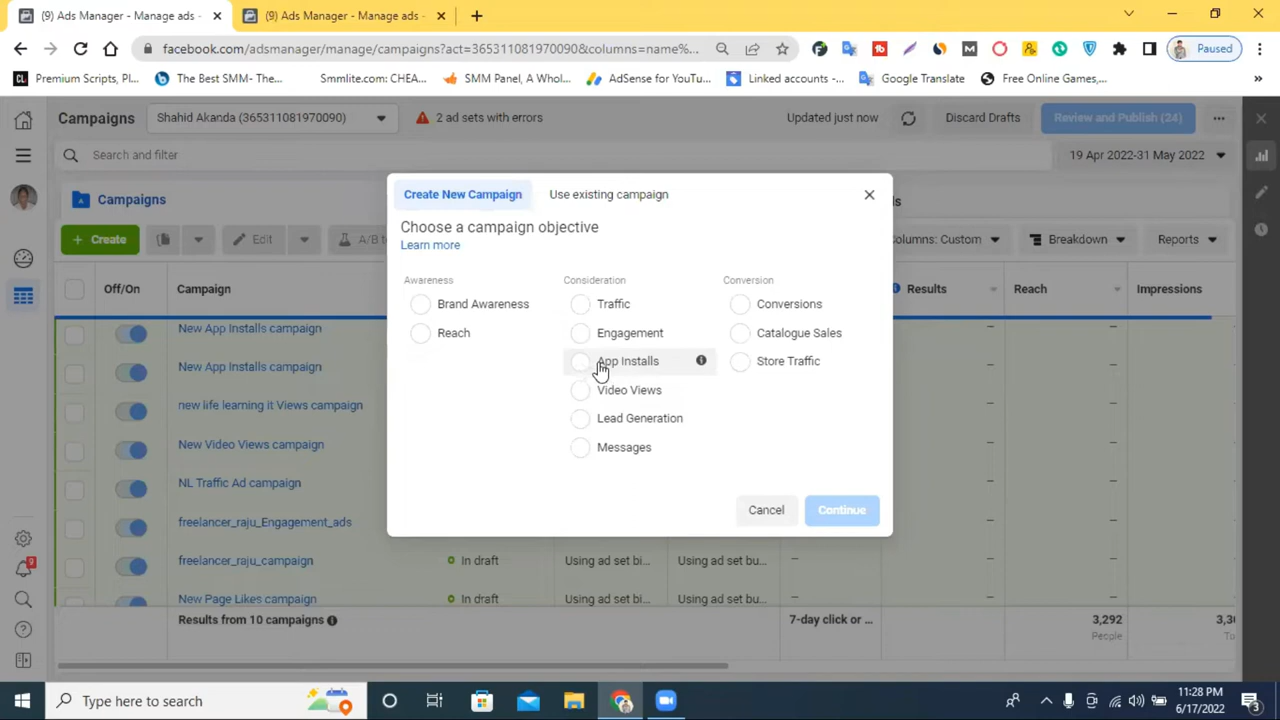 (9) Ads Manager - Manage ads -
(9) Ads Manager - Manage ads -
facebook.com/adsmanager/manage/campaigns?act=365311081970090&columns=name%...
Paused
Premium Scripts, Pl...
The Best SMM- The...
Smmlite.com: CHEA...
SMM Panel, A Whol...
AdSense for YouTu...
Linked accounts -...
Google Translate
Free Online Games,...
Campaigns
Shahid Akanda (365311081970090)
2 ad sets with errors
Updated just now
Discard Drafts
Review and Publish (24)
Search and filter
19 Apr 2022-31 May 2022
Campaigns
+ Create
Edit
Columns: Custom
Breakdown
Reports
Off/On
Campaign
Results
Reach
Impressions
New App Installs campaign
New App Installs campaign
new life learning it Views campaign
New Video Views campaign
NL Traffic Ad campaign
freelancer_raju_Engagement_ads
freelancer_raju_campaign
In draft
Using ad set bi...
Using ad set bu...
New Page Likes campaign
In draft
Using ad set bi...
Using ad set bu...
Results from 10 campaigns
7-day click or ...
3,292
People
Create New Campaign
Use existing campaign
Choose a campaign objective
Learn more
Awareness
Brand Awareness
Reach
Consideration
Traffic
Engagement
App Installs
Video Views
Lead Generation
Messages
Conversion
Conversions
Catalogue Sales
Store Traffic
Cancel
Continue
Type here to search
11:28 PM
6/17/2022